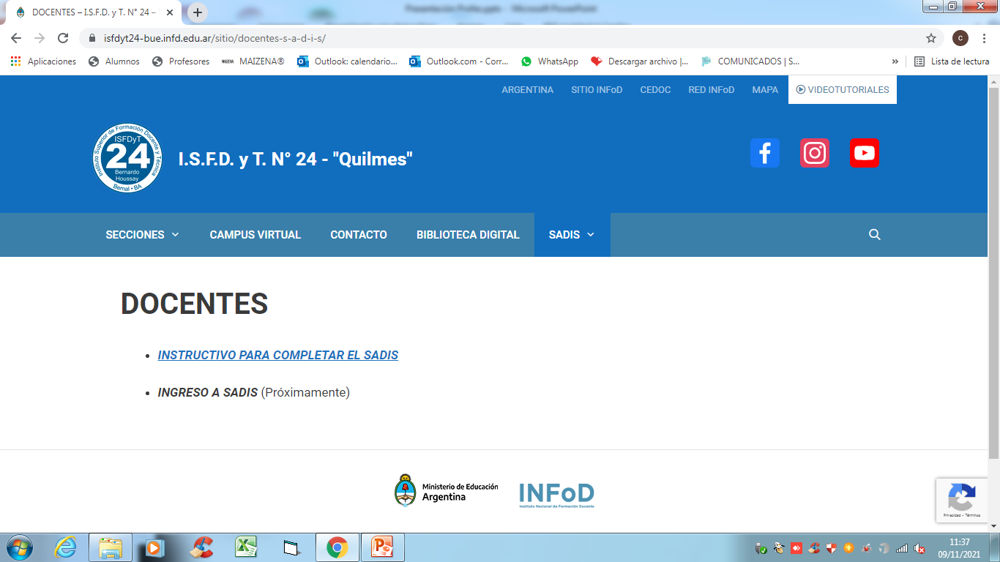 Presentación Profes.pptx - Microsoft PowerPoint
DOCENTES – I.S.F.D. y T. N° 24 –
isfdyt24-bue.infd.edu.ar/sitio/docentes-s-a-d-i-s/
c
Aplicaciones Alumnos Profesores MAIZENA MAIZENA® Outlook: calendario... Outlook.com - Corr... WhatsApp Descargar archivo |... COMUNICADOS | S... » Lista de lectura
ARGENTINA SITIO INFoD CEDOC RED INFoD MAPA VIDEOTUTORIALES
Instituto Superior de Formación Docente y Técnica
ISFDyT
24
Bernardo
Houssay
Bernal • BA
I.S.F.D. y T. N° 24 - "Quilmes"
SECCIONES CAMPUS VIRTUAL CONTACTO BIBLIOTECA DIGITAL SADIS
DOCENTES
• INSTRUCTIVO PARA COMPLETAR EL SADIS
• INGRESO A SADIS (Próximamente)
Ministerio de Educación
Argentina
INFoD
Instituto Nacional de Formación Docente
Privacidad - Términos
11:37
09/11/2021